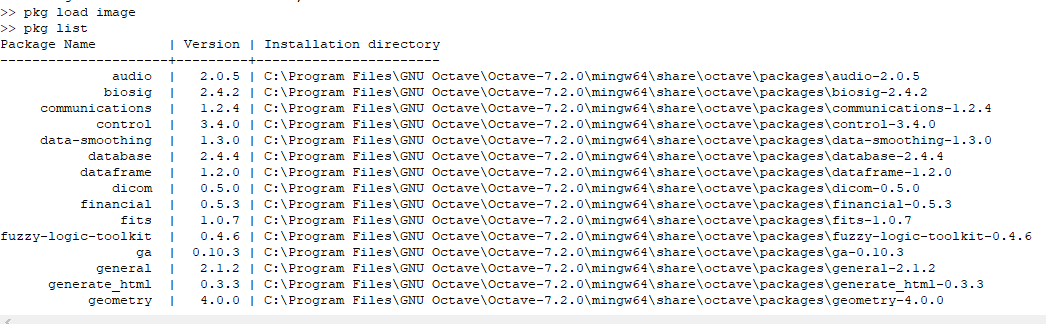 >> pkg load image
>> pkg list
Package Name         | Version | Installation directory
---------------------+---------+-----------------------
              audio  |   2.0.5 | C:\Program Files\GNU Octave\Octave-7.2.0\mingw64\share\octave\packages\audio-2.0.5
             biosig  |   2.4.2 | C:\Program Files\GNU Octave\Octave-7.2.0\mingw64\share\octave\packages\biosig-2.4.2
     communications  |   1.2.4 | C:\Program Files\GNU Octave\Octave-7.2.0\mingw64\share\octave\packages\communications-1.2.4
            control  |   3.4.0 | C:\Program Files\GNU Octave\Octave-7.2.0\mingw64\share\octave\packages\control-3.4.0
     data-smoothing  |   1.3.0 | C:\Program Files\GNU Octave\Octave-7.2.0\mingw64\share\octave\packages\data-smoothing-1.3.0
           database  |   2.4.4 | C:\Program Files\GNU Octave\Octave-7.2.0\mingw64\share\octave\packages\database-2.4.4
          dataframe  |   1.2.0 | C:\Program Files\GNU Octave\Octave-7.2.0\mingw64\share\octave\packages\dataframe-1.2.0
              dicom  |   0.5.0 | C:\Program Files\GNU Octave\Octave-7.2.0\mingw64\share\octave\packages\dicom-0.5.0
          financial  |   0.5.3 | C:\Program Files\GNU Octave\Octave-7.2.0\mingw64\share\octave\packages\financial-0.5.3
               fits  |   1.0.7 | C:\Program Files\GNU Octave\Octave-7.2.0\mingw64\share\octave\packages\fits-1.0.7
fuzzy-logic-toolkit  |   0.4.6 | C:\Program Files\GNU Octave\Octave-7.2.0\mingw64\share\octave\packages\fuzzy-logic-toolkit-0.4.6
                 ga  |  0.10.3 | C:\Program Files\GNU Octave\Octave-7.2.0\mingw64\share\octave\packages\ga-0.10.3
            general  |   2.1.2 | C:\Program Files\GNU Octave\Octave-7.2.0\mingw64\share\octave\packages\general-2.1.2
      generate_html  |   0.3.3 | C:\Program Files\GNU Octave\Octave-7.2.0\mingw64\share\octave\packages\generate_html-0.3.3
           geometry  |   4.0.0 | C:\Program Files\GNU Octave\Octave-7.2.0\mingw64\share\octave\packages\geometry-4.0.0